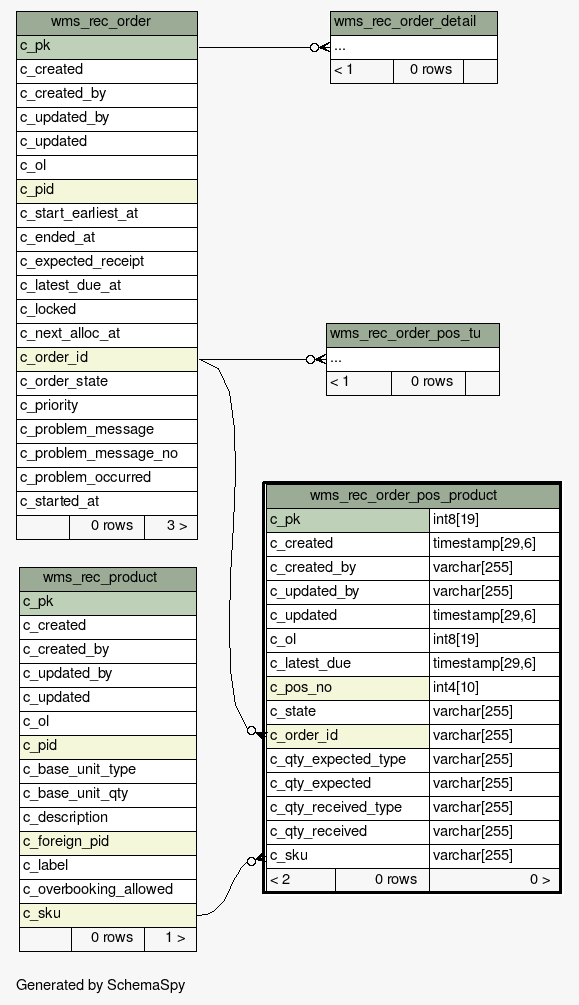 wms_rec_order
c_pk
c_created
c_created_by
c_updated_by
c_updated
c_ol
c_pid
c_start_earliest_at
c_ended_at
c_expected_receipt
c_latest_due_at
c_locked
c_next_alloc_at
c_order_id
c_order_state
c_priority
c_problem_message
c_problem_message_no
c_problem_occurred
c_started_at
0 rows 3 >
wms_rec_order_detail
...
< 1 0 rows
wms_rec_order_pos_tu
...
< 1 0 rows
wms_rec_order_pos_product
c_pk int8[19]
c_created timestamp[29,6]
c_created_by varchar[255]
c_updated_by varchar[255]
c_updated timestamp[29,6]
c_ol int8[19]
c_latest_due timestamp[29,6]
c_pos_no int4[10]
c_state varchar[255]
c_order_id varchar[255]
c_qty_expected_type varchar[255]
c_qty_expected varchar[255]
c_qty_received_type varchar[255]
c_qty_received varchar[255]
c_sku varchar[255]
< 2 0 rows 0 >
wms_rec_product
c_pk
c_created
c_created_by
c_updated_by
c_updated
c_ol
c_pid
c_base_unit_type
c_base_unit_qty
c_description
c_foreign_pid
c_label
c_overbooking_allowed
c_sku
0 rows 1 >
Generated by SchemaSpy